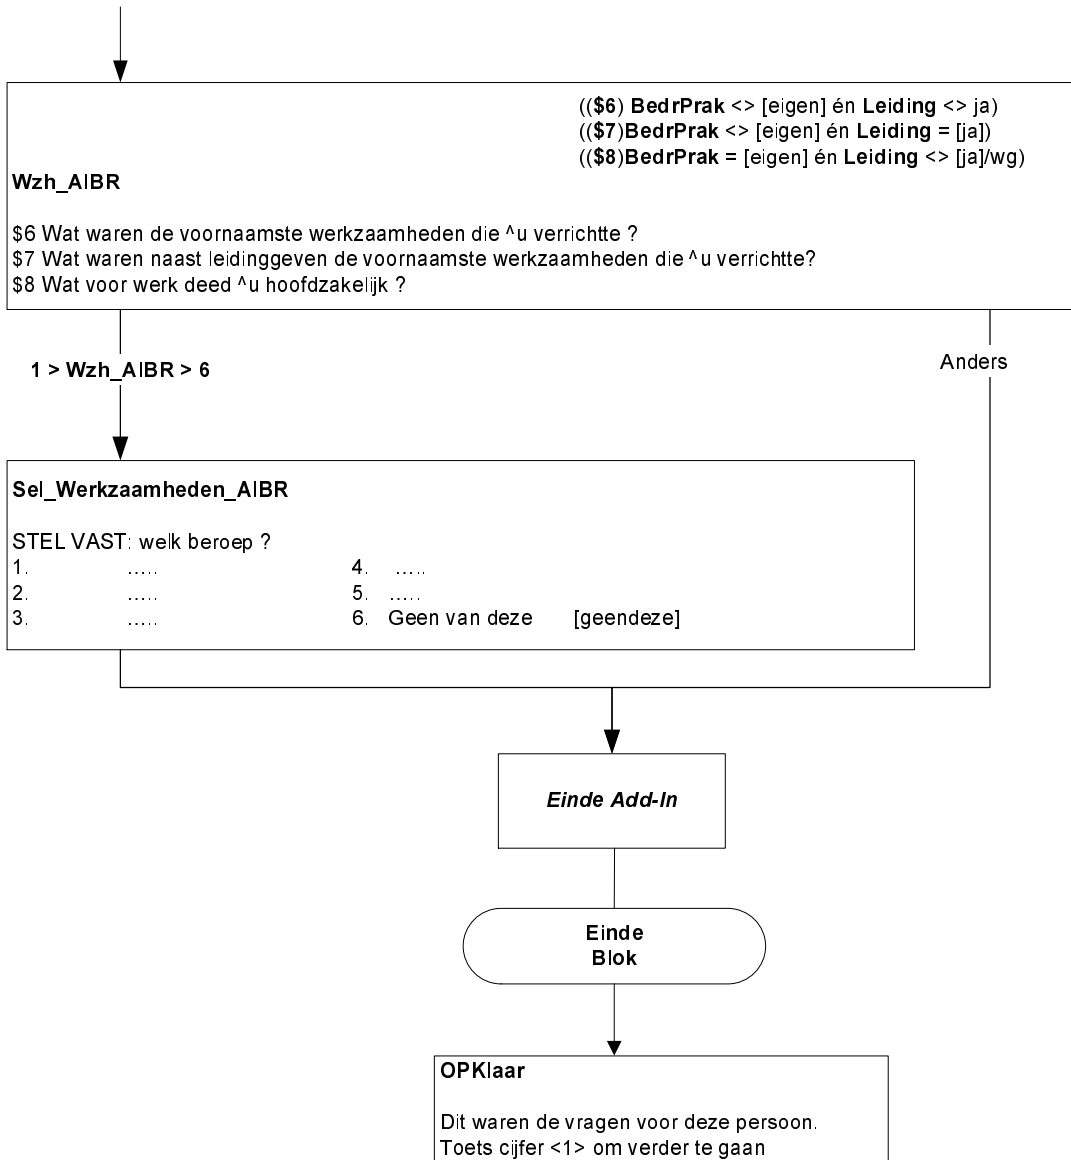 (($6) BedrPrak <> [eigen] én Leiding <> ja)
(($7)BedrPrak <> [eigen] én Leiding = [ja])
(($8)BedrPrak = [eigen] én Leiding <> [ja]/wg)
Wzh_AIBR
$6 Wat waren de voornaamste werkzaamheden die ^u verrichtte ?
$7 Wat waren naast leidinggeven de voornaamste werkzaamheden die ^u verrichtte?
$8 Wat voor werk deed ^u hoofdzakelijk ?
1 > Wzh_AIBR > 6
Anders
Sel_Werkzaamheden_AIBR
STEL VAST: welk beroep ?
1. ..... 4. .....
2. ..... 5. .....
3. ..... 6. Geen van deze [geendeze]
Einde Add-In
Einde
Blok
OPKlaar
Dit waren de vragen voor deze persoon.
Toets cijfer <1> om verder te gaan